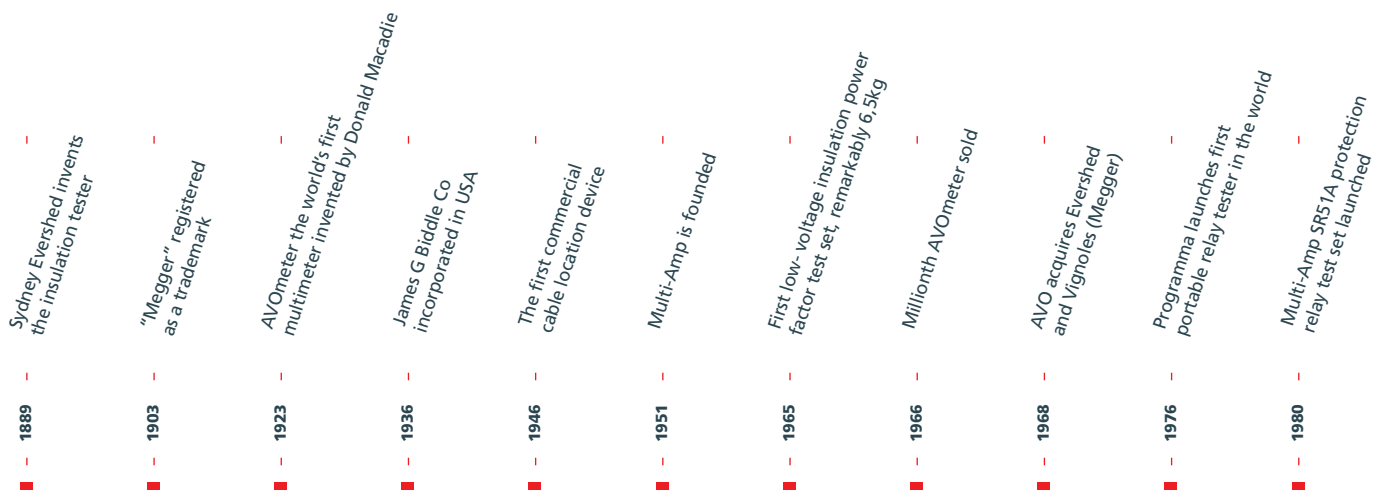 Sydney Evershed invents
the insulation tester
1889
“Megger” registered
as a trademark
1903
AVOmeter the world’s first
multimeter invented by Donald Macadie
1923
James G Biddle Co
incorporated in USA
1936
The first commercial
cable location device
1946
Multi-Amp is founded
1951
First low- voltage insulation power
factor test set, remarkably 6,5kg
1965
Millionth AVOmeter sold
1966
AVO acquires Evershed
and Vignoles (Megger)
1968
Programma launches first
portable relay tester in the world
1976
Multi-Amp SR51A protection
relay test set launched
1980